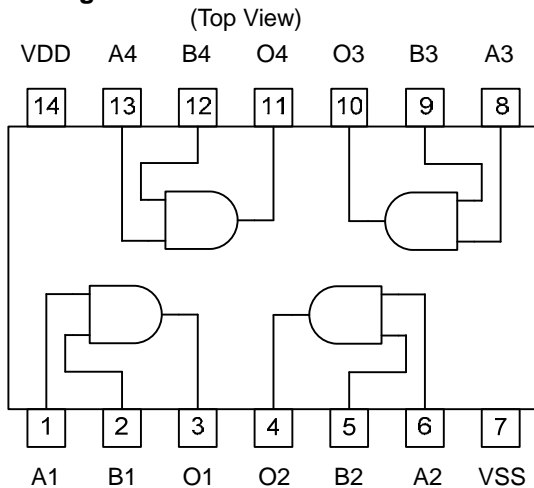 (Top View)
VDD A4 B4 O4 O3 B3 A3
14 13 12 11 10 9 8
1 2 3 4 5 6 7
A1 B1 O1 O2 B2 A2 VSS